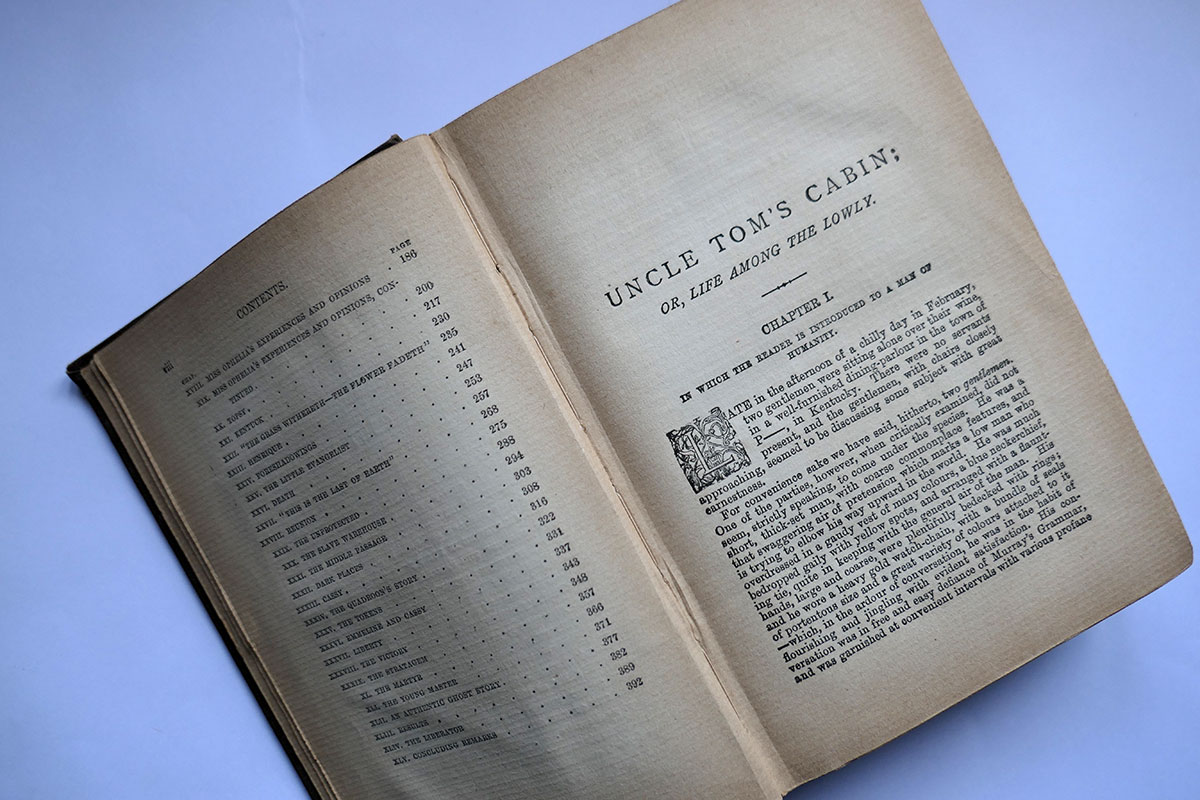 viii
CONTENTS.
CHAP. PAGE
XVIII. MISS OPHELIA'S EXPERIENCES AND OPINIONS . 186
XIX. MISS OPHELIA'S EXPERIENCES AND OPINIONS, CON-
TINUED . 200
XX. TOPSY . 217
XXI. KENTUCK . 230
XXII. "THE GRASS WITHERETH—THE FLOWER FADETH" 235
XXIII. HENRIQUE . 241
XXIV. FORESHADOWINGS . 247
XXV. THE LITTLE EVANGELIST . 253
XXVI. DEATH . 257
XXVII. "THIS IS THE LAST OF EARTH" . 268
XXVIII. REUNION . 275
XXIX. THE UNPROTECTED . 288
XXX. THE SLAVE WAREHOUSE . 294
XXXI. THE MIDDLE PASSAGE . 303
XXXII. DARK PLACES . 308
XXXIII. CASSY . 316
XXXIV. THE QUADROON'S STORY . 322
XXXV. THE TOKENS . 331
XXXVI. EMMELINE AND CASSY . 337
XXXVII. LIBERTY . 343
XXXVIII. THE VICTORY . 348
XXXIX. THE STRATAGEM . 357
XL. THE MARTYR . 366
XLI. THE YOUNG MASTER . 371
XLII. AN AUTHENTIC GHOST STORY . 377
XLIII. RESULTS . 382
XLIV. THE LIBERATOR . 389
XLV. CONCLUDING REMARKS . 392
UNCLE TOM'S CABIN;
OR, LIFE AMONG THE LOWLY.
CHAPTER I.
IN WHICH THE READER IS INTRODUCED TO A MAN OF
HUMANITY.
LATE in the afternoon of a chilly day in February,
two gentlemen were sitting alone over their wine,
in a well-furnished dining-parlour in the town of
P——, in Kentucky. There were no servants
present, and the gentlemen, with chairs closely
approaching, seemed to be discussing some subject with great
earnestness.
For convenience sake we have said, hitherto, two gentlemen.
One of the parties, however, when critically examined, did not
seem, strictly speaking, to come under the species. He was a
short, thick-set man, with coarse commonplace features, and
that swaggering air of pretension which marks a low man who
is trying to elbow his way upward in the world. He was much
overdressed in a gaudy vest of many colours, a blue neckerchief,
bedropped gaily with yellow spots, and arranged with a flaunt-
ing tie, quite in keeping with the general air of the man. His
hands, large and coarse, were plentifully bedecked with rings;
and he wore a heavy gold watch-chain, with a bundle of seals
of portentous size and a great variety of colours attached to it
—which, in the ardour of conversation, he was in the habit of
flourishing and jingling with evident satisfaction. His con-
versation was in free and easy defiance of Murray's Grammar,
and was garnished at convenient intervals with various profane